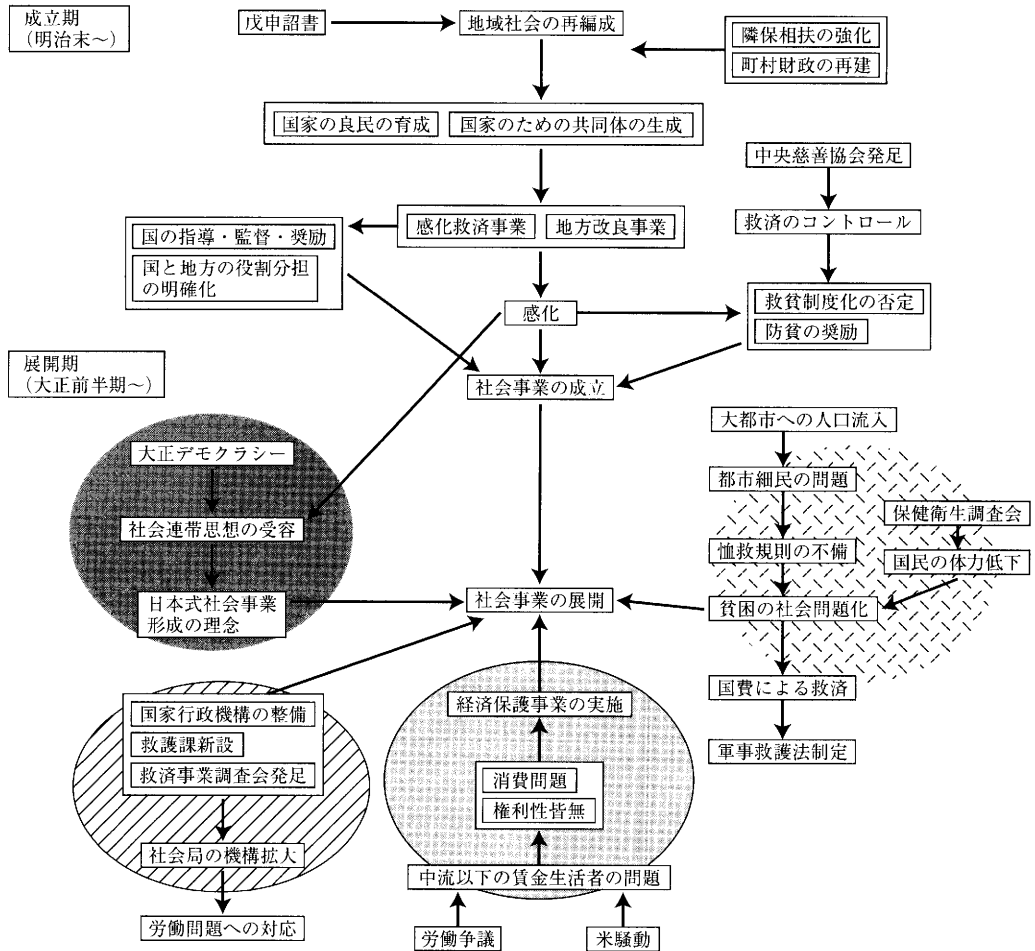 成立期
（明治末～）
戊申詔書
地域社会の再編成
隣保相扶の強化
町村財政の再建
国家の良民の育成
国家のための共同体の生成
中央慈善協会発足
感化救済事業
地方改良事業
救済のコントロール
国の指導・監督・奨励
国と地方の役割分担
の明確化
感化
救貧制度化の否定
防貧の奨励
展開期
（大正前半期～）
社会事業の成立
大正デモクラシー
社会連帯思想の受容
日本式社会事業
形成の理念
社会事業の展開
大都市への人口流入
都市細民の問題
恤救規則の不備
貧困の社会問題化
保健衛生調査会
国民の体力低下
国費による救済
軍事救護法制定
国家行政機構の整備
救護課新設
救済事業調査会発足
社会局の機構拡大
労働問題への対応
経済保護事業の実施
消費問題
権利性皆無
中流以下の賃金生活者の問題
労働争議
米騒動